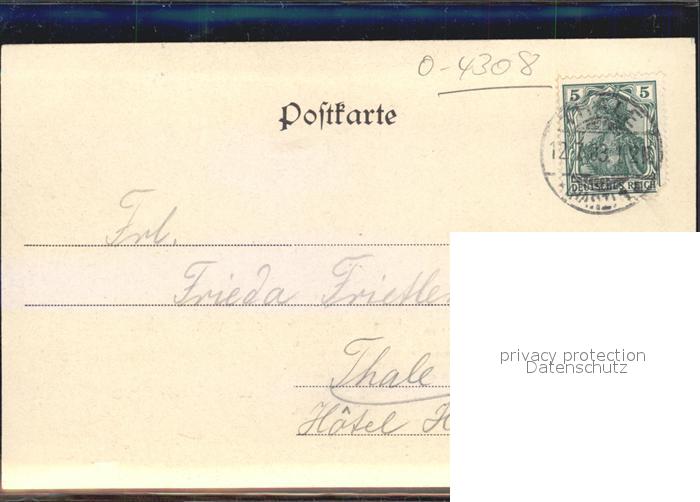 0-4308
Poſtkarte
5 5
DEUTSCHES REICH
Frl.
Frieda
Thale
Hôtel H
privacy protection
Datenschutz